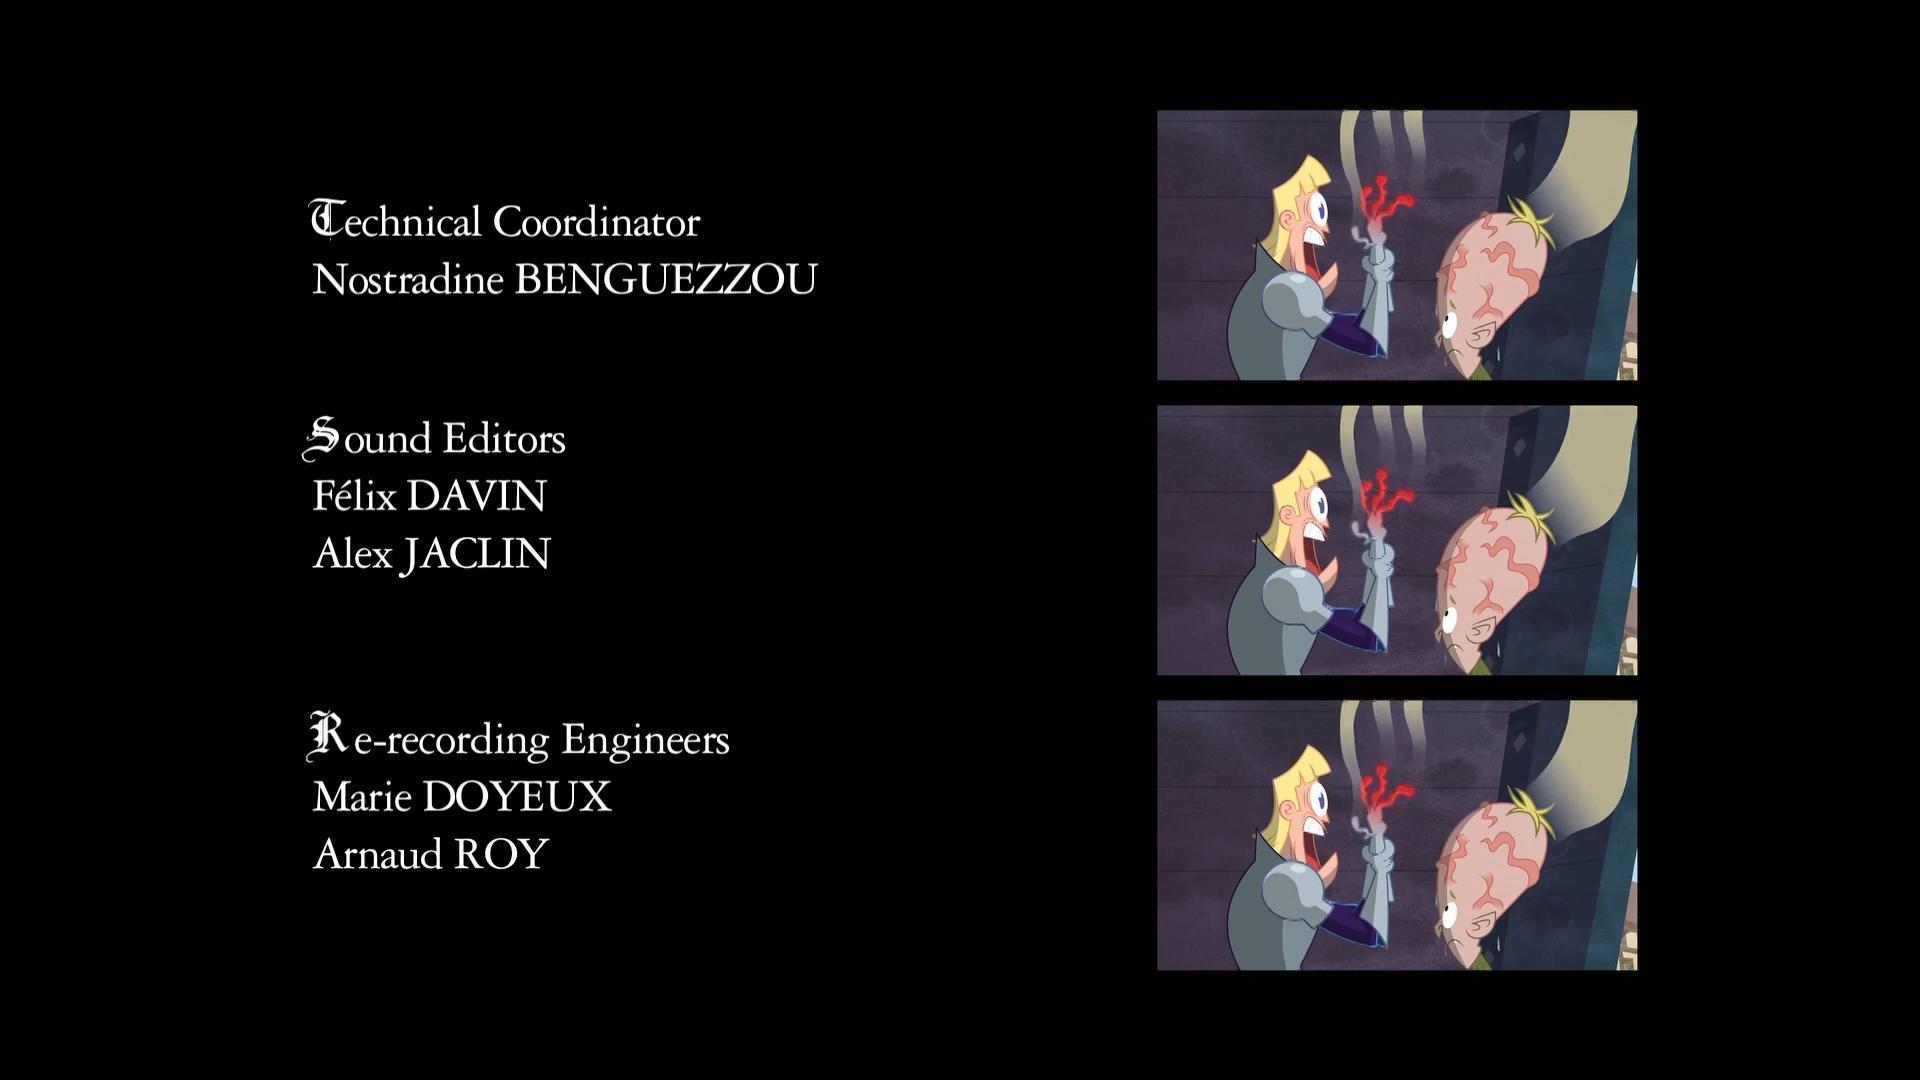 Technical Coordinator
Nostradine BENGUEZZOU
Sound Editors
Félix DAVIN
Alex JACLIN
Re-recording Engineers
Marie DOYEUX
Arnaud ROY